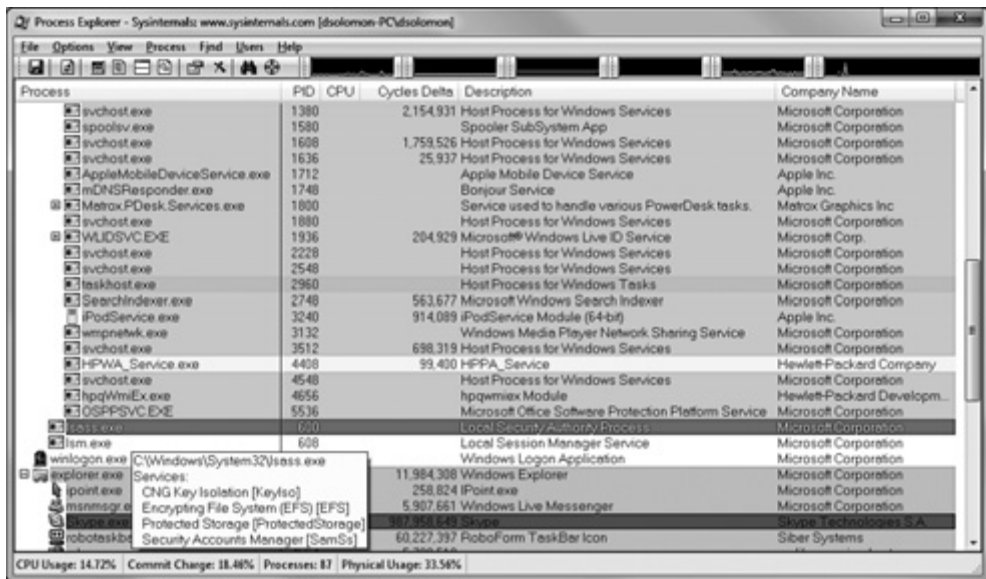 Process Explorer - Sysinternals: www.sysinternals.com [dsolomon-PC\dsolomon]
File Options View Process Find Users Help
Process PID CPU Cycles Delta Description Company Name
svchost.exe 1380 2,154,931 Host Process for Windows Services Microsoft Corporation
spoolsv.exe 1580 Spooler SubSystem App Microsoft Corporation
svchost.exe 1608 1,759,526 Host Process for Windows Services Microsoft Corporation
svchost.exe 1636 25,937 Host Process for Windows Services Microsoft Corporation
AppleMobileDeviceService.exe 1712 Apple Mobile Device Service Apple Inc.
mDNSResponder.exe 1748 Bonjour Service Apple Inc.
Matrox.PDesk.Services.exe 1800 Service used to handle various PowerDesk tasks. Matrox Graphics Inc
svchost.exe 1880 Host Process for Windows Services Microsoft Corporation
WLIDSVC.EXE 1936 204,929 Microsoft® Windows Live ID Service Microsoft Corp.
svchost.exe 2228 Host Process for Windows Services Microsoft Corporation
svchost.exe 2548 Host Process for Windows Services Microsoft Corporation
taskhost.exe 2960 Host Process for Windows Tasks Microsoft Corporation
SearchIndexer.exe 2748 563,677 Microsoft Windows Search Indexer Microsoft Corporation
iPodService.exe 3240 914,089 iPodService Module (64-bit) Apple Inc.
wmpnetwk.exe 3132 Windows Media Player Network Sharing Service Microsoft Corporation
svchost.exe 3512 698,319 Host Process for Windows Services Microsoft Corporation
HPWA_Service.exe 4408 99,400 HPPA_Service Hewlett-Packard Company
svchost.exe 4548 Host Process for Windows Services Microsoft Corporation
hpqWmiEx.exe 4656 hpqwmiex Module Hewlett-Packard Developm...
OSPPSVC.EXE 5536 Microsoft Office Software Protection Platform Service Microsoft Corporation
lsass.exe 600 Local Security Authority Process Microsoft Corporation
lsm.exe 608 Local Session Manager Service Microsoft Corporation
winlogon.exe Windows Logon Application Microsoft Corporation
explorer.exe 11,984,308 Windows Explorer Microsoft Corporation
ipoint.exe 258,824 IPoint.exe Microsoft Corporation
msnmsgr.e 5,907,661 Windows Live Messenger Microsoft Corporation
Skype.exe 987,958,649 Skype Skype Technologies S.A.
robotaskba 60,227,397 RoboForm TaskBar Icon Siber Systems
C:\Windows\System32\lsass.exe
Services:
CNG Key Isolation [KeyIso]
Encrypting File System (EFS) [EFS]
Protected Storage [ProtectedStorage]
Security Accounts Manager [SamSs]
CPU Usage: 14.72% Commit Charge: 18.46% Processes: 87 Physical Usage: 33.56%